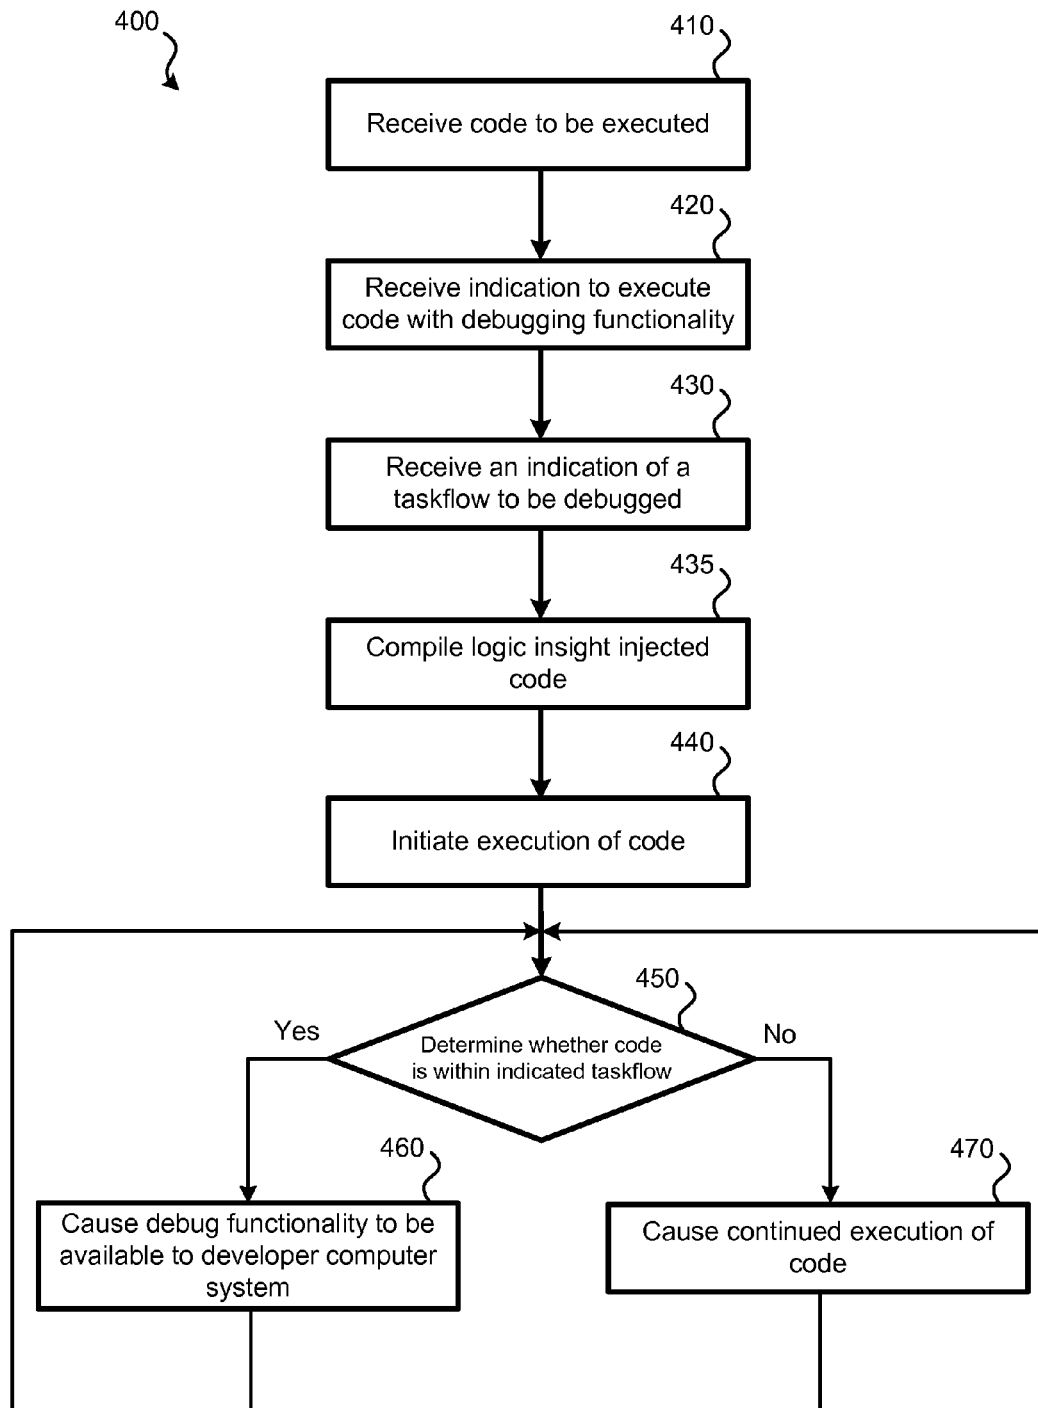 400
410
Receive code to be executed
420
Receive indication to execute
code with debugging functionality
430
Receive an indication of a
taskflow to be debugged
435
Compile logic insight injected
code
440
Initiate execution of code
450
Yes
No
Determine whether code
is within indicated taskflow
460
Cause debug functionality to be
available to developer computer
system
470
Cause continued execution of
code